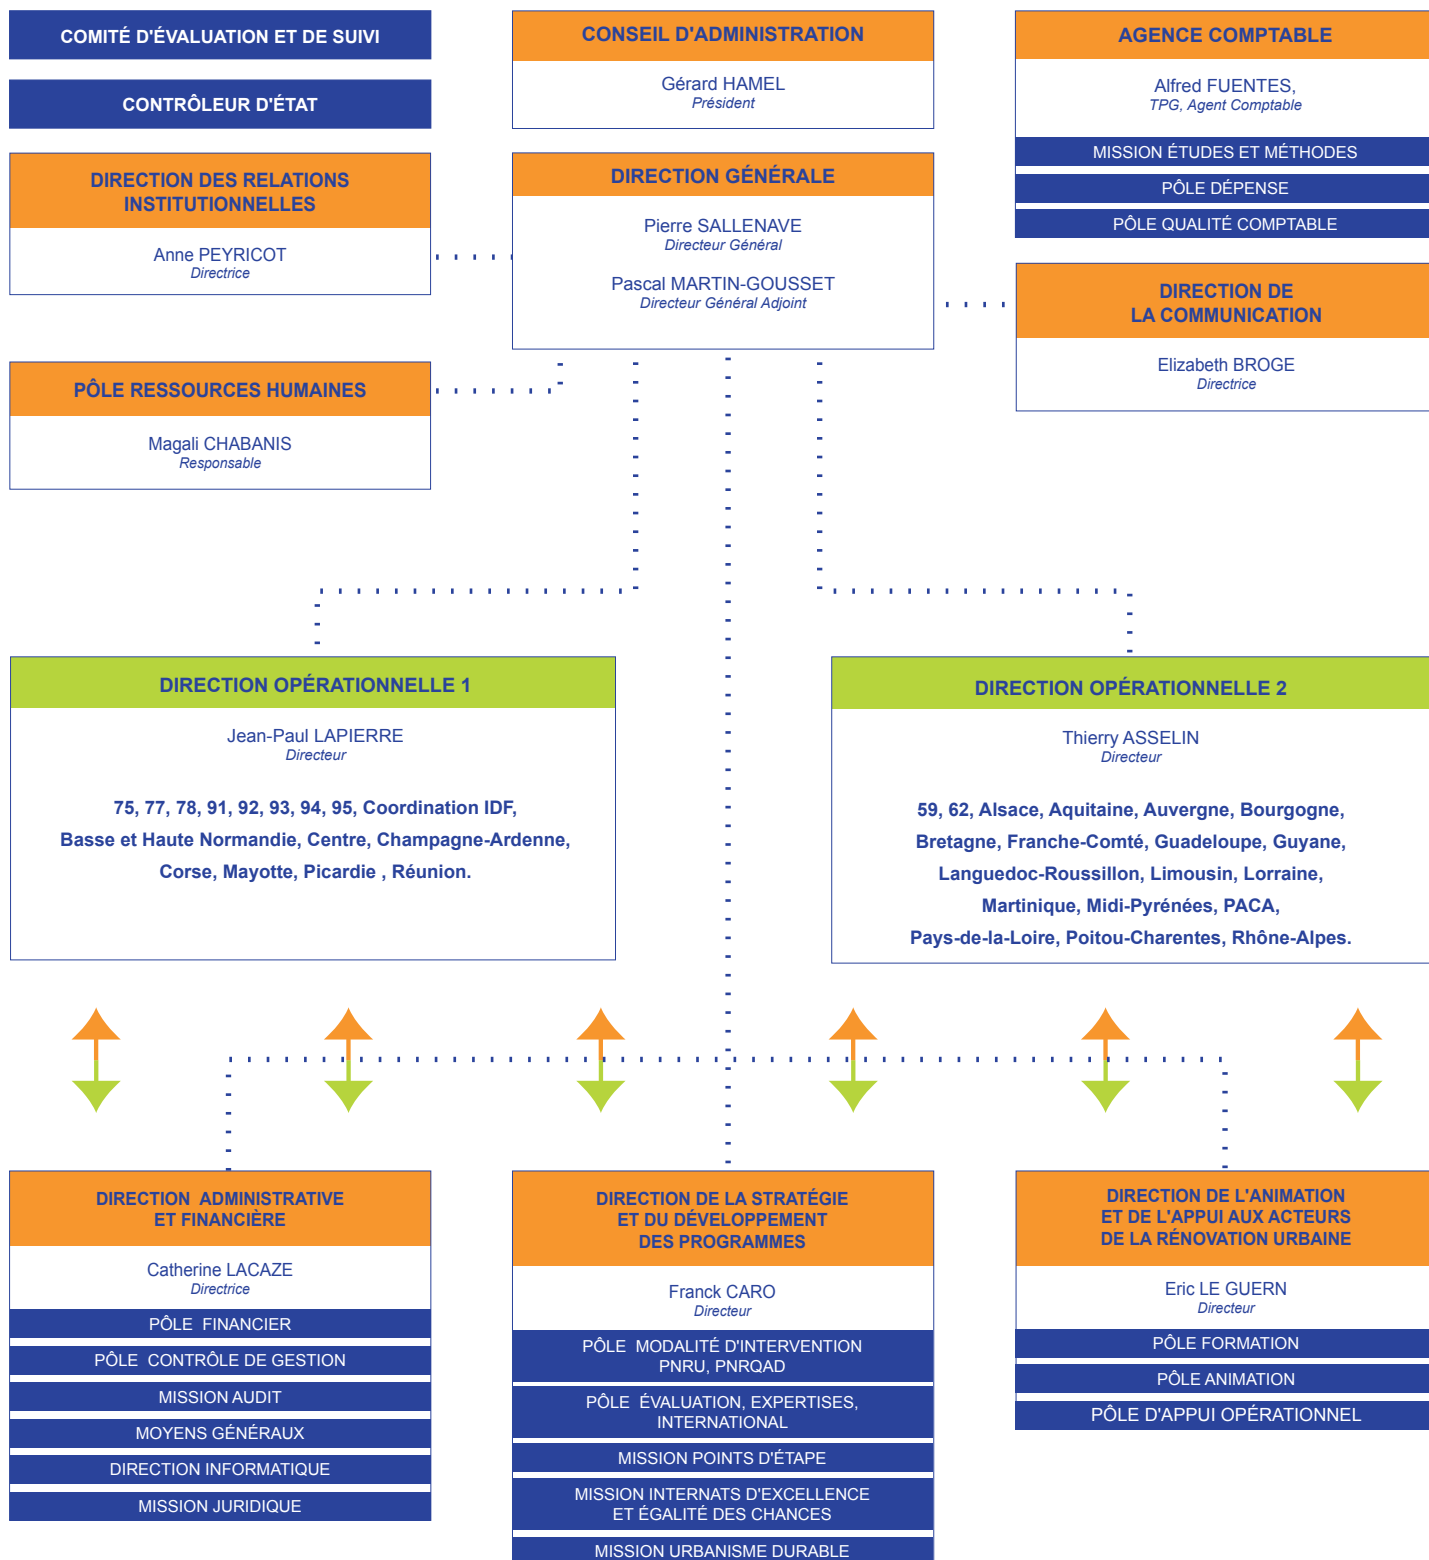 COMITÉ D'ÉVALUATION ET DE SUIVI
CONTRÔLEUR D'ÉTAT
CONSEIL D'ADMINISTRATION
Gérard HAMEL
Président
AGENCE COMPTABLE
Alfred FUENTES,
TPG, Agent Comptable
MISSION ÉTUDES ET MÉTHODES
PÔLE DÉPENSE
PÔLE QUALITÉ COMPTABLE
DIRECTION DES RELATIONS
INSTITUTIONNELLES
Anne PEYRICOT
Directrice
DIRECTION GÉNÉRALE
Pierre SALLENAVE
Directeur Général
Pascal MARTIN-GOUSSET
Directeur Général Adjoint
DIRECTION DE
LA COMMUNICATION
Elizabeth BROGE
Directrice
PÔLE RESSOURCES HUMAINES
Magali CHABANIS
Responsable
DIRECTION OPÉRATIONNELLE 1
Jean-Paul LAPIERRE
Directeur
75, 77, 78, 91, 92, 93, 94, 95, Coordination IDF,
Basse et Haute Normandie, Centre, Champagne-Ardenne,
Corse, Mayotte, Picardie , Réunion.
DIRECTION OPÉRATIONNELLE 2
Thierry ASSELIN
Directeur
59, 62, Alsace, Aquitaine, Auvergne, Bourgogne,
Bretagne, Franche-Comté, Guadeloupe, Guyane,
Languedoc-Roussillon, Limousin, Lorraine,
Martinique, Midi-Pyrénées, PACA,
Pays-de-la-Loire, Poitou-Charentes, Rhône-Alpes.
DIRECTION ADMINISTRATIVE
ET FINANCIÈRE
Catherine LACAZE
Directrice
PÔLE FINANCIER
PÔLE CONTRÔLE DE GESTION
MISSION AUDIT
MOYENS GÉNÉRAUX
DIRECTION INFORMATIQUE
MISSION JURIDIQUE
DIRECTION DE LA STRATÉGIE
ET DU DÉVELOPPEMENT
DES PROGRAMMES
Franck CARO
Directeur
PÔLE MODALITÉ D'INTERVENTION
PNRU, PNRQAD
PÔLE ÉVALUATION, EXPERTISES,
INTERNATIONAL
MISSION POINTS D'ÉTAPE
MISSION INTERNATS D'EXCELLENCE
ET ÉGALITÉ DES CHANCES
MISSION URBANISME DURABLE
DIRECTION DE L'ANIMATION
ET DE L'APPUI AUX ACTEURS
DE LA RÉNOVATION URBAINE
Eric LE GUERN
Directeur
PÔLE FORMATION
PÔLE ANIMATION
PÔLE D'APPUI OPÉRATIONNEL